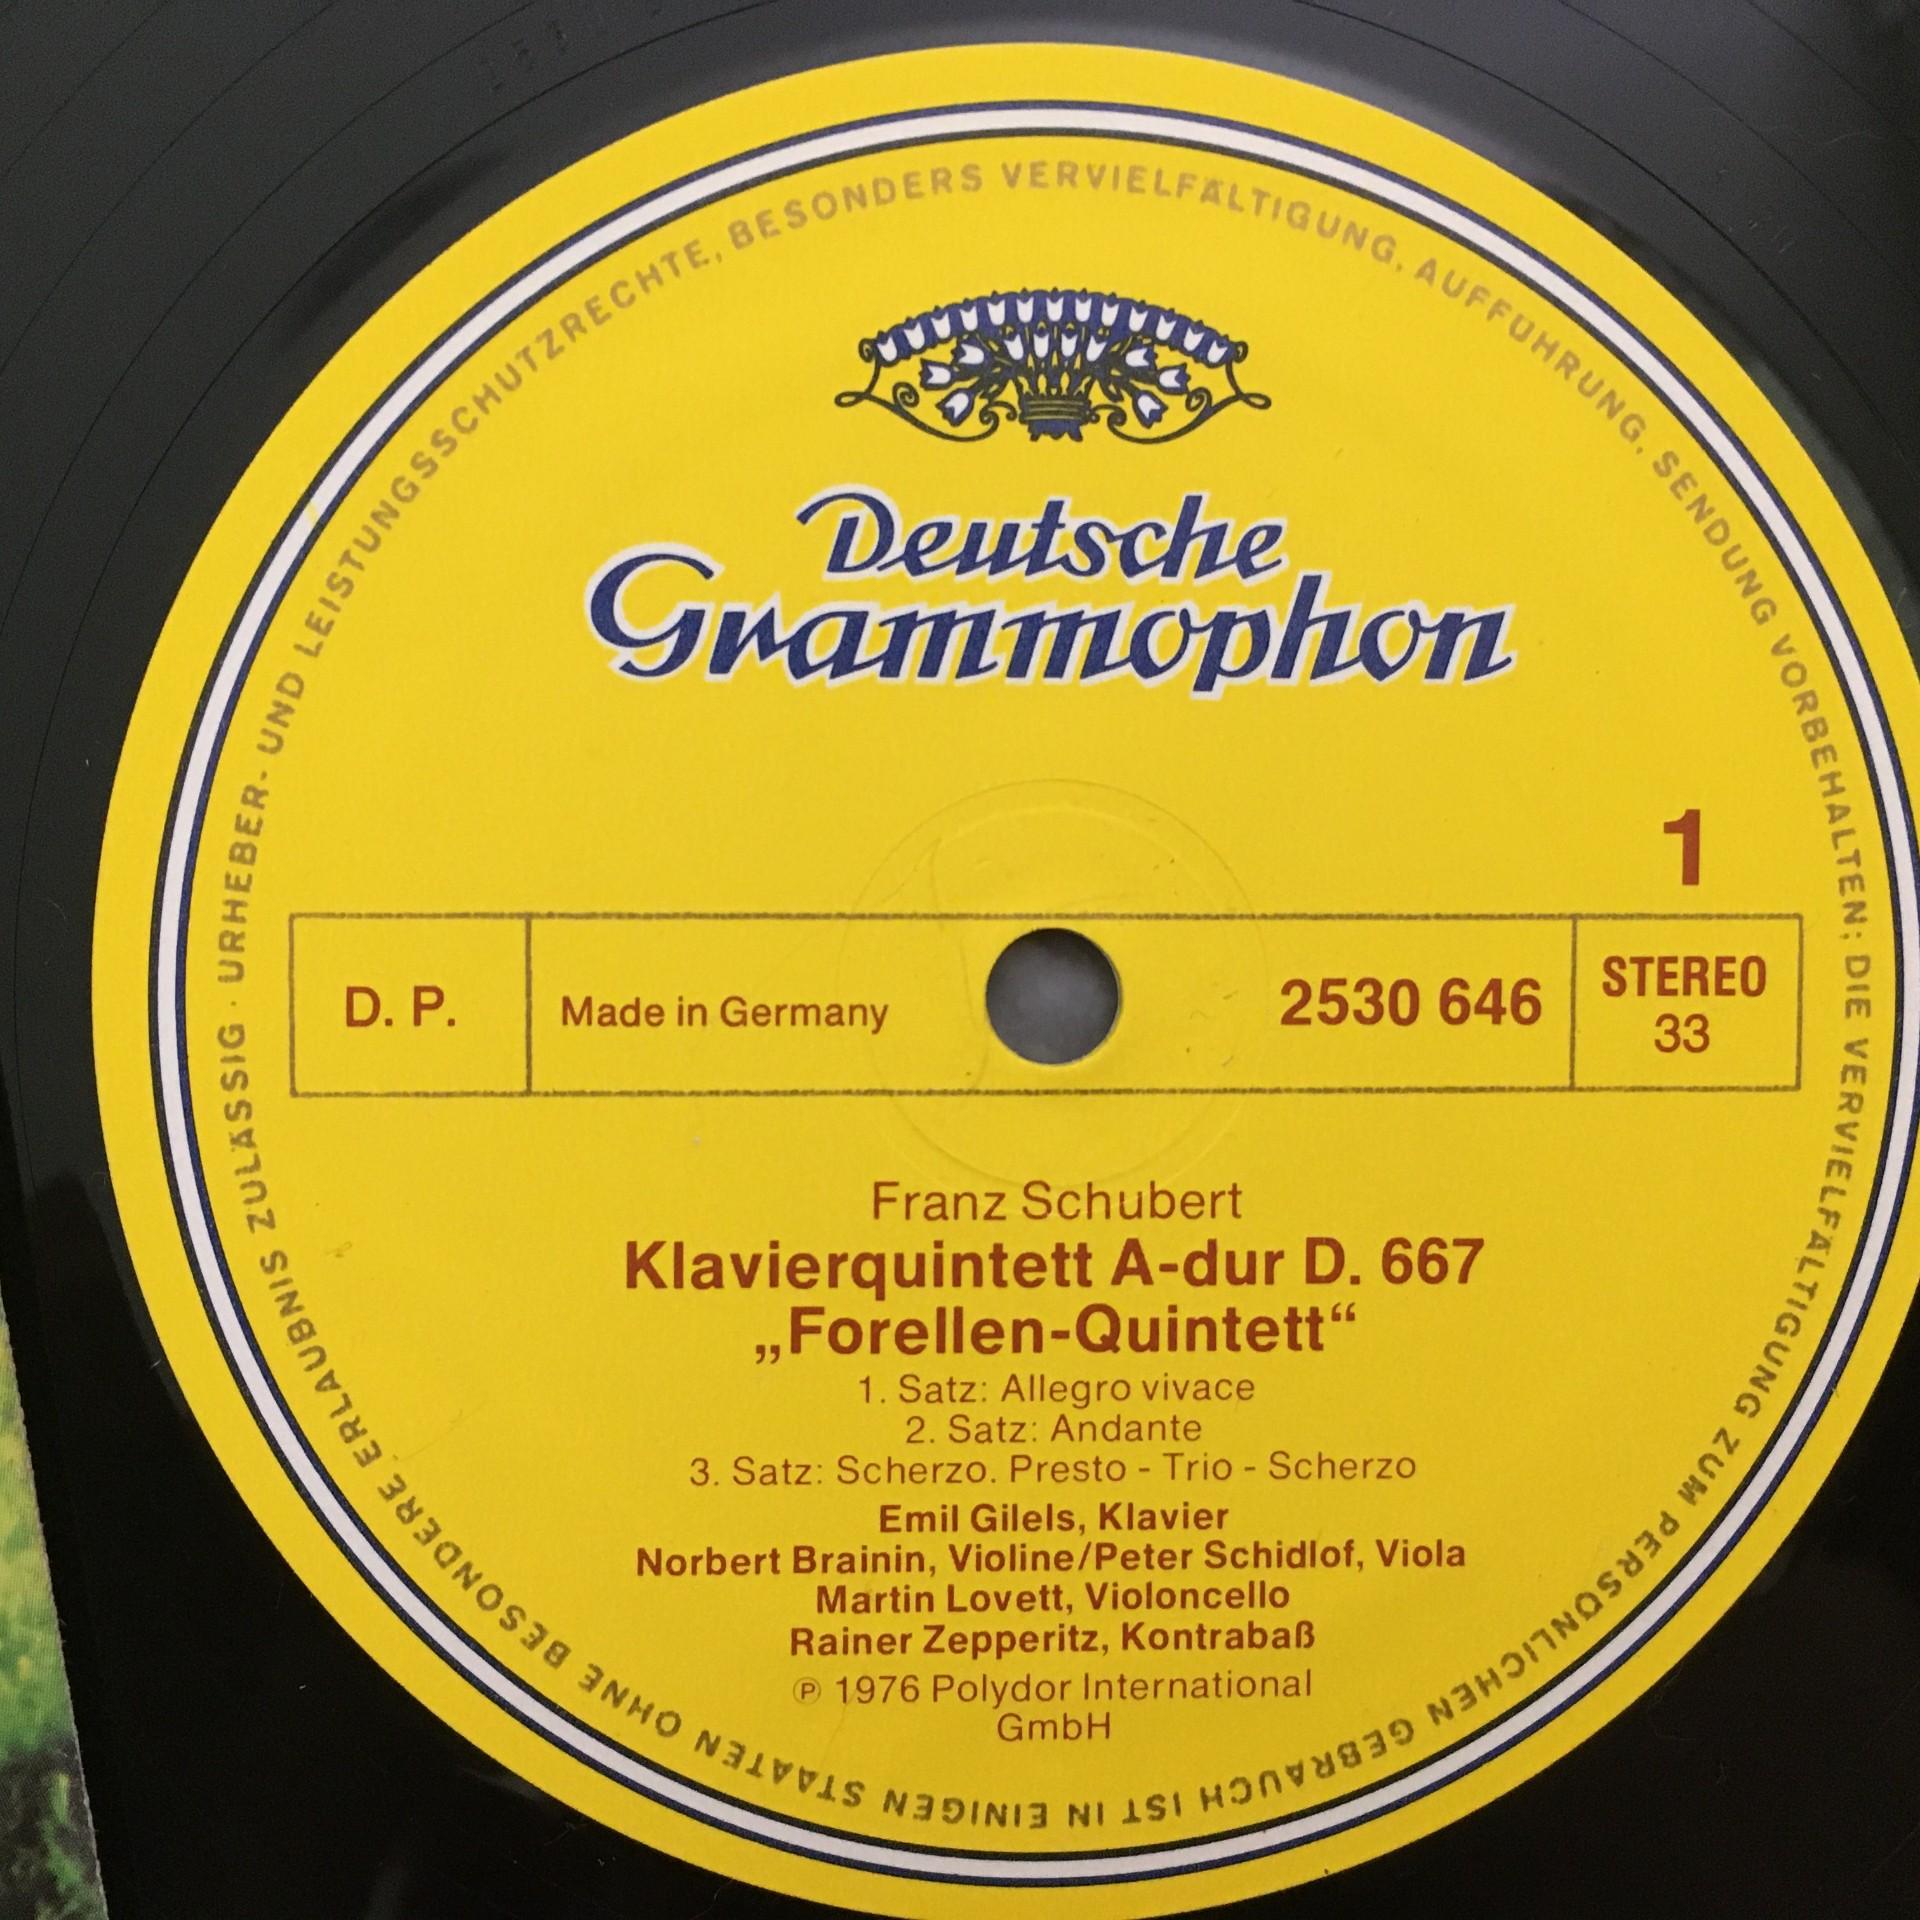 URHEBER- UND LEISTUNGSSCHUTZRECHTE, BESONDERS VERVIELFÄLTIGUNG, AUFFÜHRUNG, SENDUNG VORBEHALTEN; DIE VERVIELFÄLTIGUNG ZUM PERSÖNLICHEN GEBRAUCH IST IN EINIGEN STAATEN OHNE BESONDERE ERLAUBNIS ZULÄSSIG ·
Deutsche
Grammophon
1
D. P.
Made in Germany
2530 646
STEREO
33
Franz Schubert
Klavierquintett A-dur D. 667
„Forellen-Quintett“
1. Satz: Allegro vivace
2. Satz: Andante
3. Satz: Scherzo. Presto - Trio - Scherzo
Emil Gilels, Klavier
Norbert Brainin, Violine/Peter Schidlof, Viola
Martin Lovett, Violoncello
Rainer Zepperitz, Kontrabaß
℗ 1976 Polydor International
GmbH